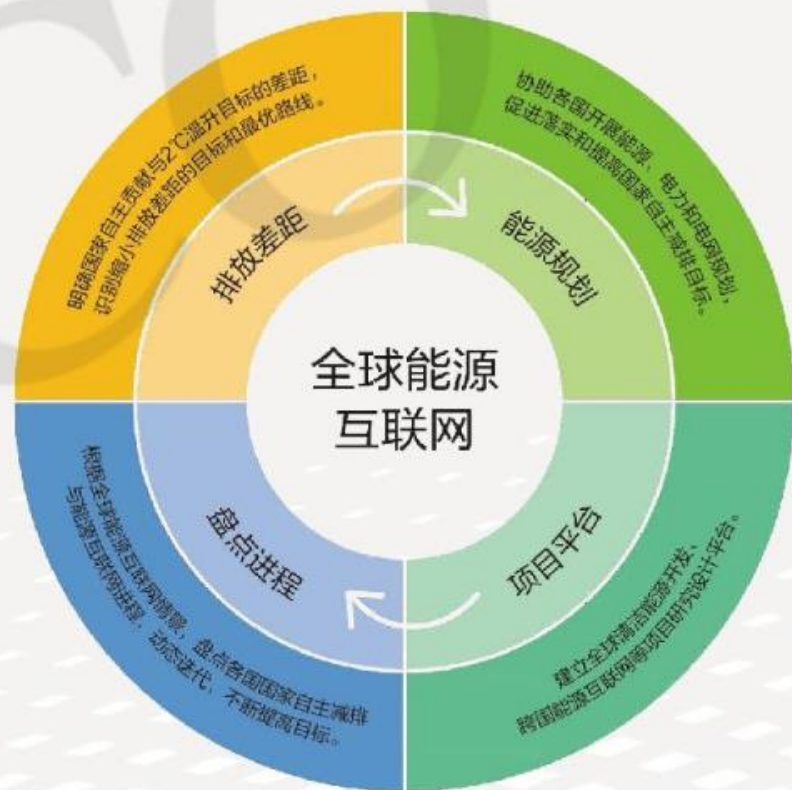 明确国家自主贡献与2℃温升目标的差距，
识别缩小排放差距的目标和最优路线。
排放差距
协助各国开展能源、电力和电网规划，
促进落实和提高国家自主减排目标。
能源规划
全球能源
互联网
项目平台
建立全球清洁能源开发、
跨国能源互联网等项目研究设计平台。
盘点进程
根据全球能源互联网情景，盘点各国国家自主减排
与能源互联网进程，动态迭代，不断提高目标。